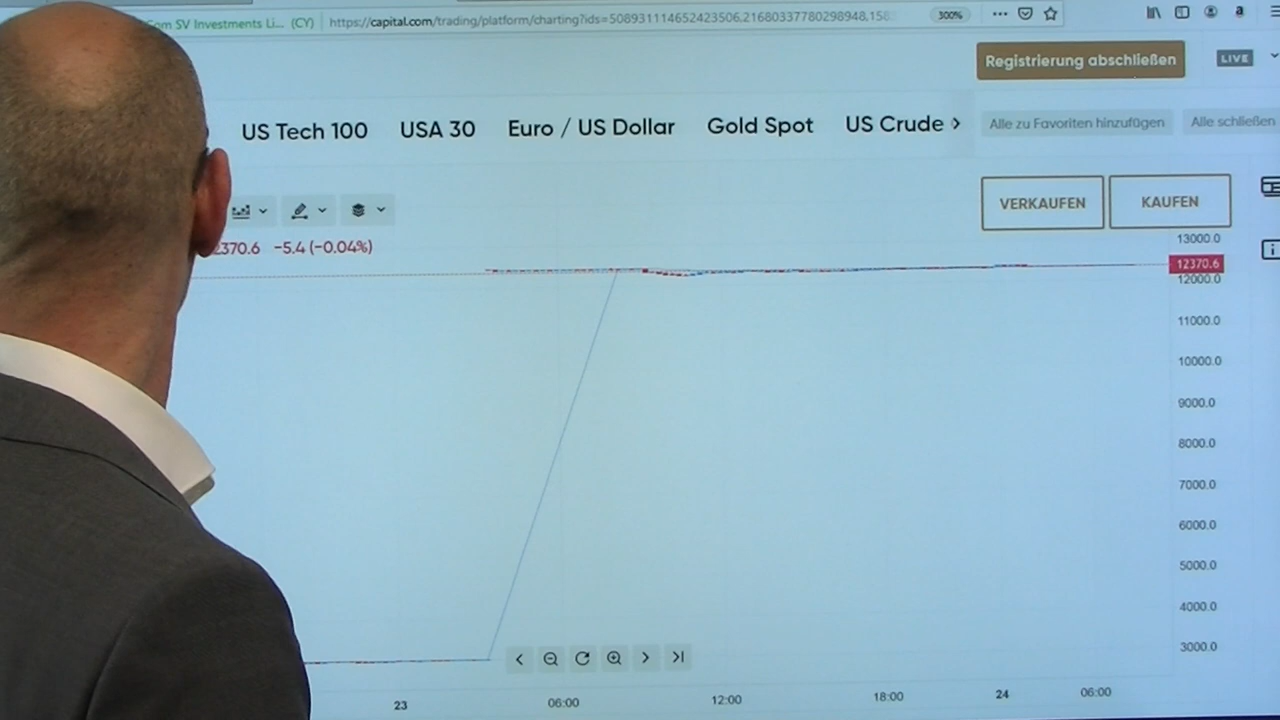 om SV Investments Li... (CY) https://capital.com/trading/platform/charting?ids=508931114652423506.21680337780298948.158 300%
Registrierung abschließen LIVE
US Tech 100 USA 30 Euro / US Dollar Gold Spot US Crude > Alle zu Favoriten hinzufügen Alle schließen
VERKAUFEN KAUFEN
2370.6 −5.4 (−0.04%)
13000.0
12370.6
12000.0
11000.0
10000.0
9000.0
8000.0
7000.0
6000.0
5000.0
4000.0
3000.0
23 06:00 12:00 18:00 24 06:00